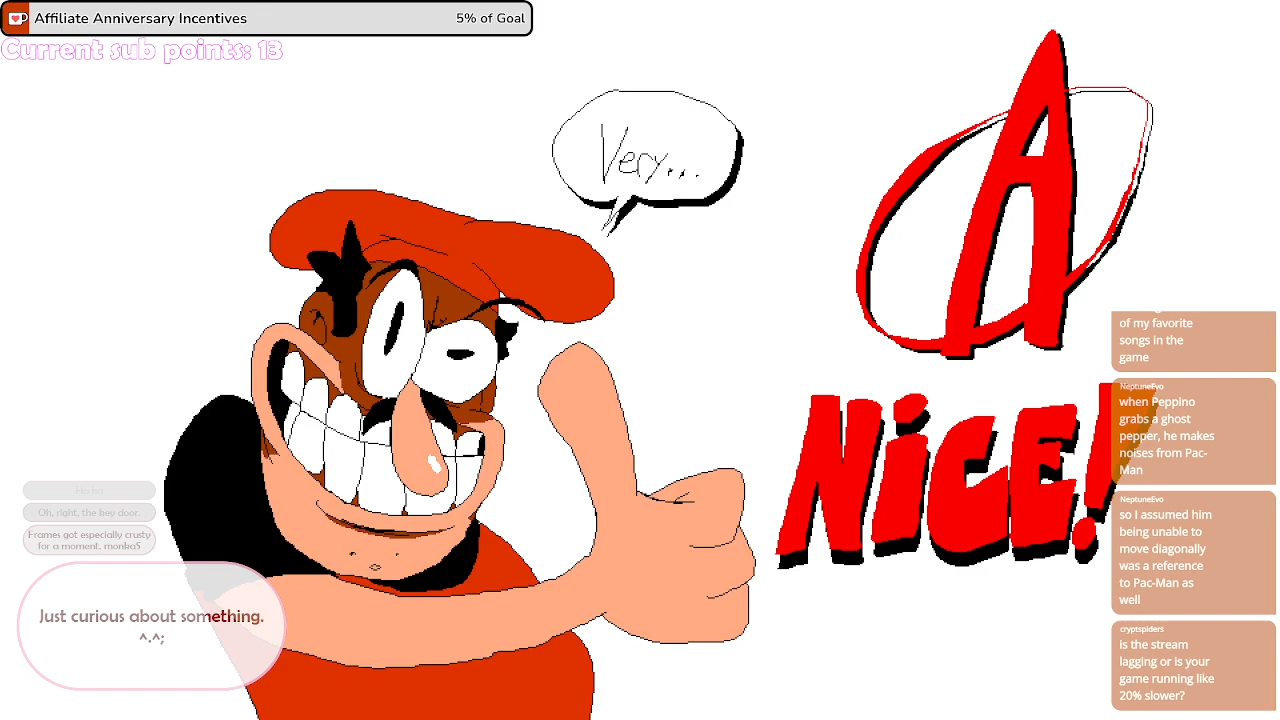 Affiliate Anniversary Incentives
5% of Goal
Current sub points: 13
Very...
A
NiCE!
of my favorite
songs in the
game
NeptuneEvo
when Peppino
grabs a ghost
pepper, he makes
noises from Pac-
Man
NeptuneEvo
so I assumed him
being unable to
move diagonally
was a reference
to Pac-Man as
well
cryptspiders
is the stream
lagging or is your
game running like
20% slower?
Oh, right, the key door.
Frames got especially crusty
for a moment, monikoS
Just curious about something.
^.^;